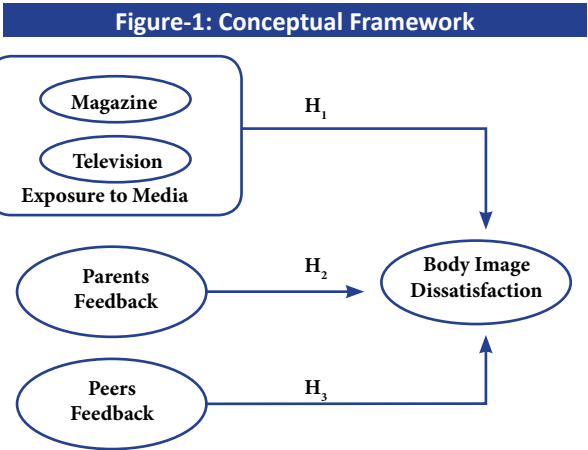 Figure-1: Conceptual Framework
Magazine
H₁
Television
Exposure to Media
Parents
Feedback
H₂
Body Image
Dissatisfaction
Peers
Feedback
H₃